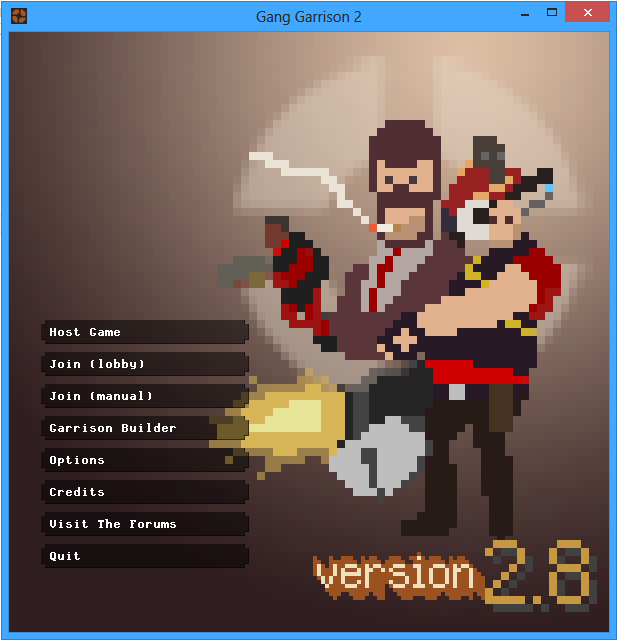 Gang Garrison 2
Host Game
Join (lobby)
Join (manual)
Garrison Builder
Options
Credits
Visit The Forums
Quit
version 2.8